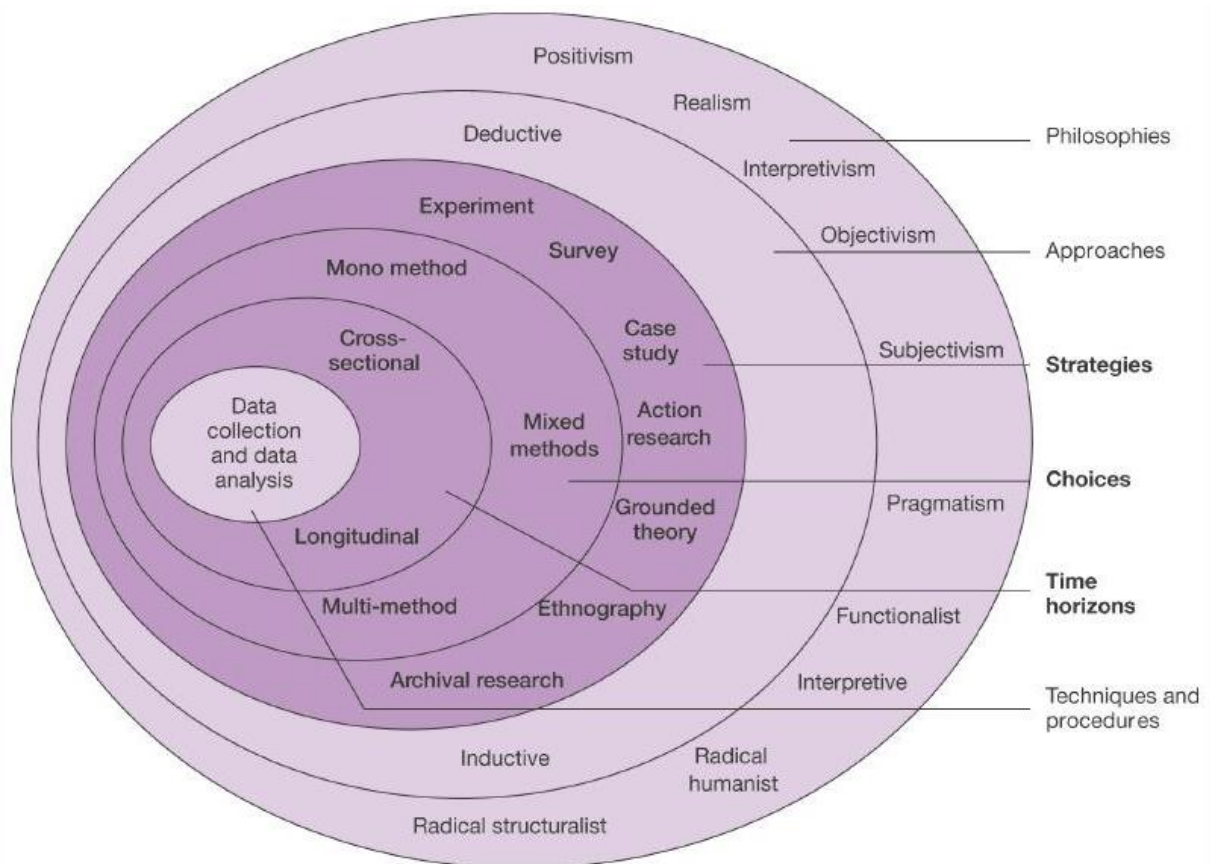 Positivism
Realism
Philosophies
Deductive
Interpretivism
Experiment
Objectivism
Survey
Approaches
Mono method
Case
study
Cross-
sectional
Subjectivism
Strategies
Data
collection
and data
analysis
Mixed
methods
Action
research
Choices
Pragmatism
Grounded
theory
Longitudinal
Time
horizons
Multi-method
Ethnography
Functionalist
Archival research
Interpretive
Techniques and
procedures
Inductive
Radical
humanist
Radical structuralist